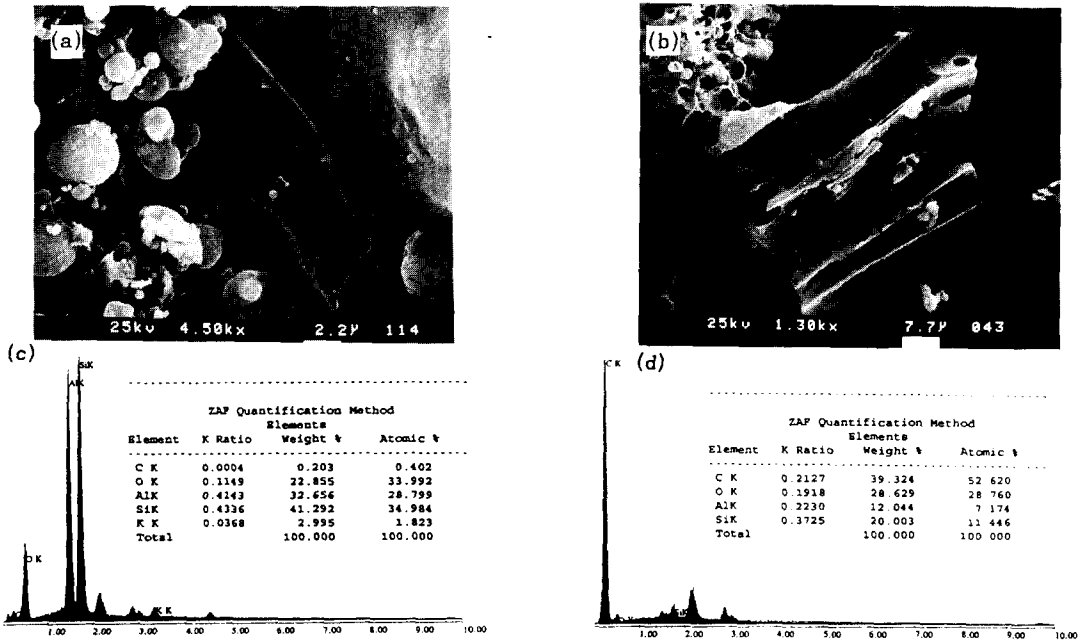 (a)
25kv 4.50kx 2.2μ 114
(b)
25kv 1.30kx 7.7μ 043
(c)
SiK
AlK
O K
K K
ZAF Quantification Method
Elements
Element K Ratio Weight % Atomic %
C K 0.0004 0.203 0.402
O K 0.1149 22.855 33.992
AlK 0.4143 32.656 28.799
SiK 0.4336 41.292 34.984
K K 0.0368 2.995 1.823
Total 100.000 100.000
1.00 2.00 3.00 4.00 5.00 6.00 7.00 8.00 9.00 10.00
(d)
C K
SiK
ZAF Quantification Method
Elements
Element K Ratio Weight % Atomic %
C K 0.2127 39.324 52 620
O K 0.1918 28.629 28 760
AlK 0.2230 12.044 7 174
SiK 0.3725 20.003 11 446
Total 100.000 100 000
1.00 2.00 3.00 4.00 5.00 6.00 7.00 8.00 9.00 10.00